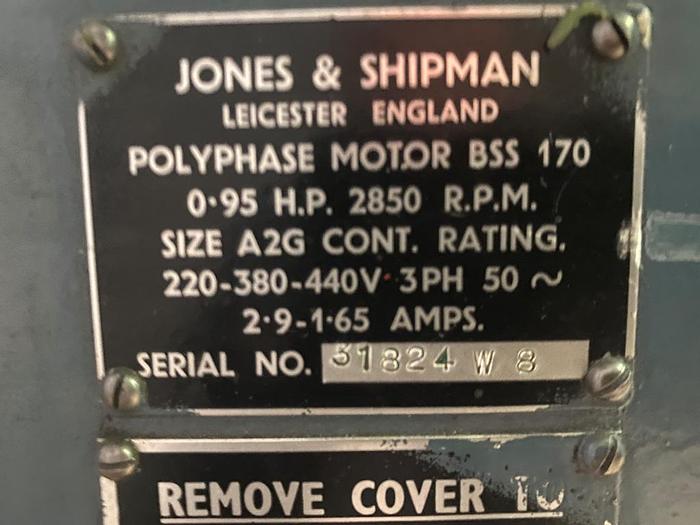 JONES & SHIPMAN
LEICESTER ENGLAND
POLYPHASE MOTOR BSS 170
0·95 H.P. 2850 R.P.M.
SIZE A2G CONT. RATING.
220-380-440V 3PH 50 ~
2·9-1·65 AMPS.
SERIAL NO. 31824 W 8
REMOVE COVER TO